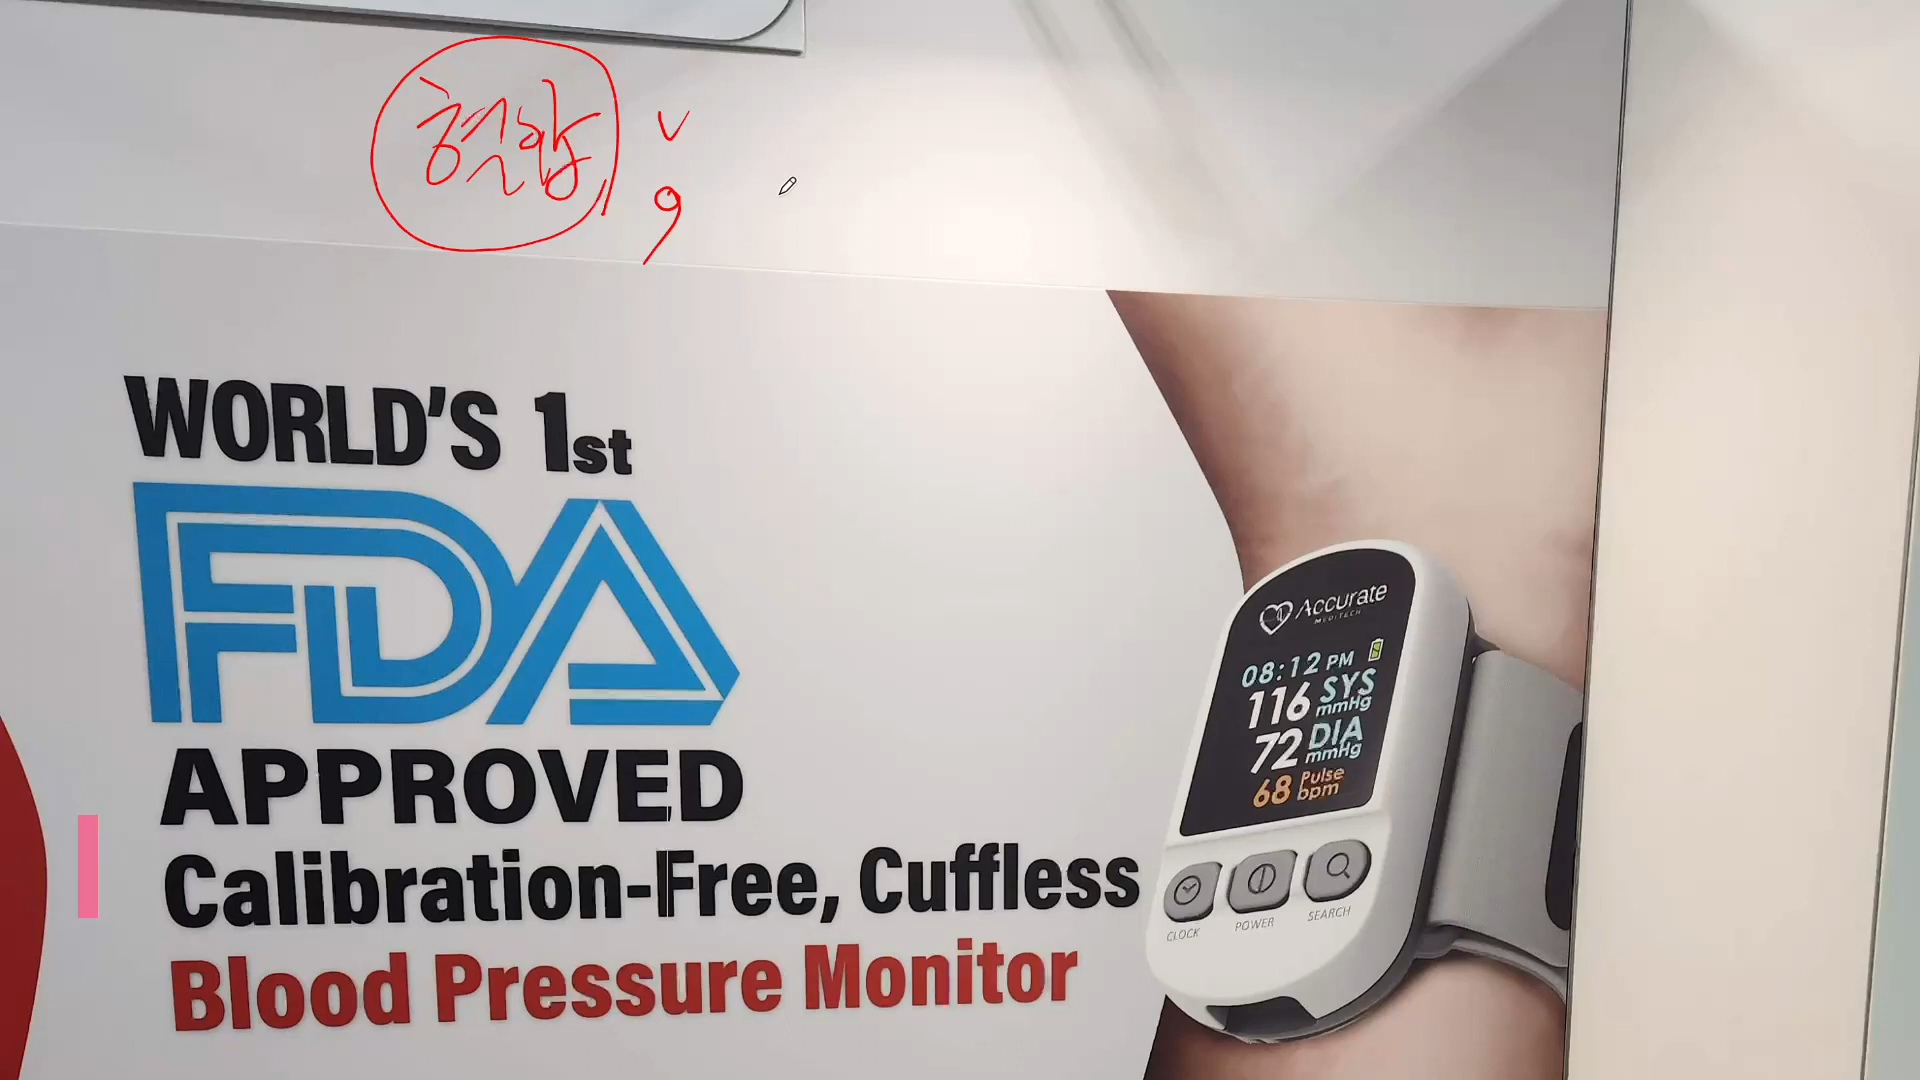 혈압
v
9
WORLD'S 1st
FDA
APPROVED
Calibration-Free, Cuffless
Blood Pressure Monitor
Accurate
MEDITECH
08:12 PM
116 SYS mmHg
72 DIA mmHg
68 Pulse bpm
CLOCK POWER SEARCH